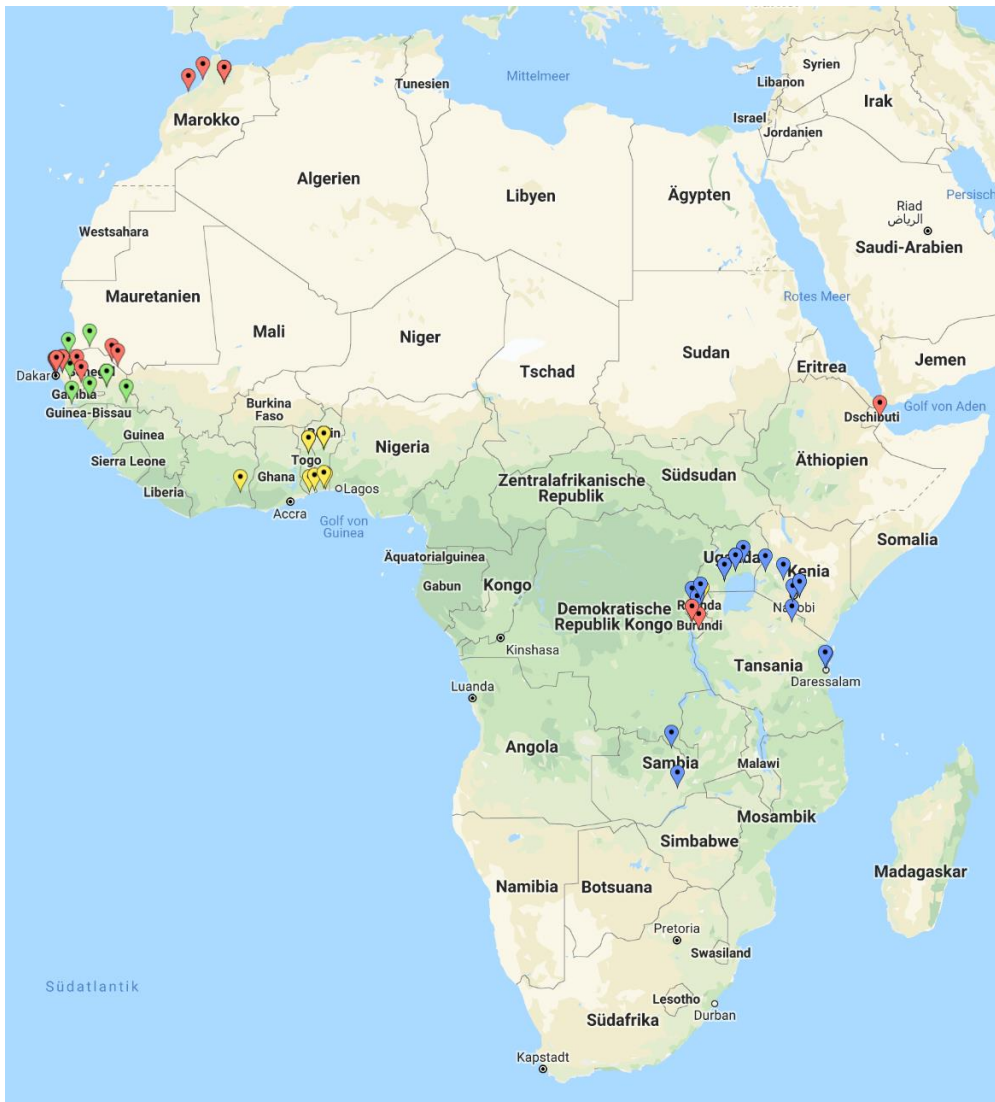 Mittelmeer
Syrien
Libanon
Irak
Tunesien
Israel
Jordanien
Marokko
Algerien
Libyen
Ägypten
Persisch
Riad
الرياض
Saudi-Arabien
Westsahara
Mauretanien
Rotes Meer
Mali
Niger
Tschad
Sudan
Eritrea
Jemen
Dakar
Gambia
Guinea-Bissau
Burkina
Faso
Dschibuti
Golf von Aden
Guinea
Togo
Nigeria
Sierra Leone
Ghana
Lagos
Liberia
Accra
Golf von
Guinea
Zentralafrikanische
Republik
Südsudan
Äthiopien
Somalia
Äquatorialguinea
Kenia
Gabun
Kongo
Demokratische
Republik Kongo
Burundi
Kinshasa
Tansania
Daressalam
Luanda
Angola
Sambia
Malawi
Mosambik
Simbabwe
Madagaskar
Namibia
Botsuana
Pretoria
Swasiland
Südatlantik
Lesotho
Durban
Südafrika
Kapstadt